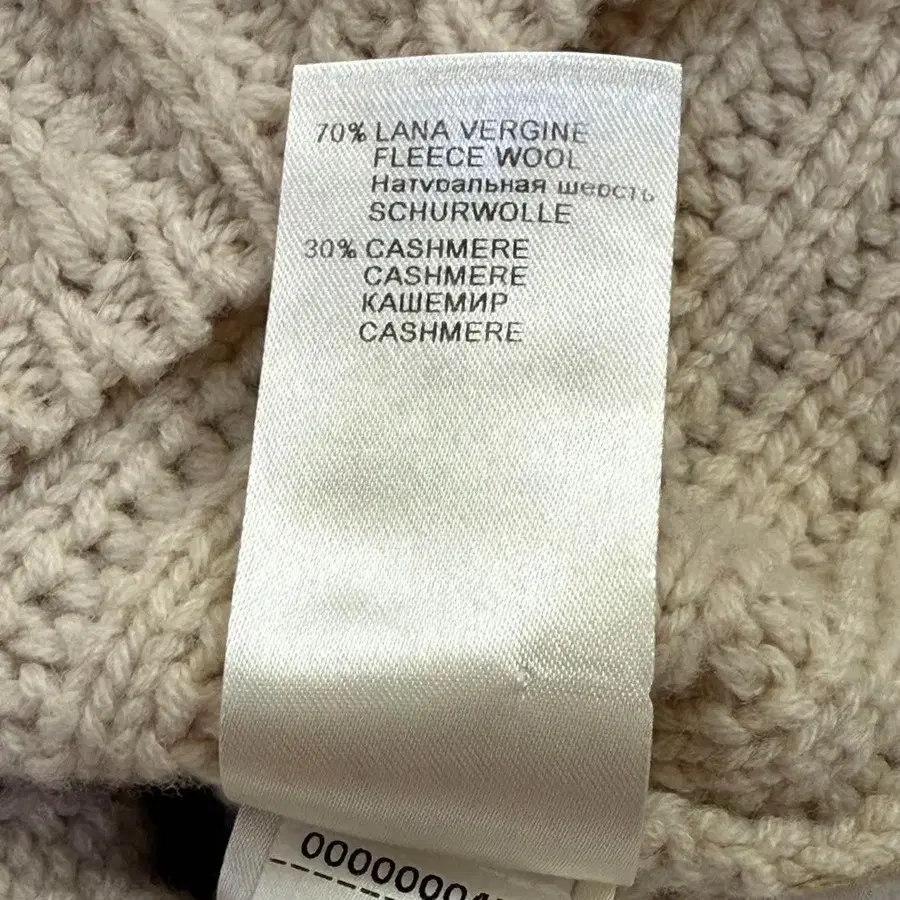 70% LANA VERGINE
FLEECE WOOL
Натуральная шерсть
SCHURWOLLE
30% CASHMERE
CASHMERE
КАШЕМИР
CASHMERE